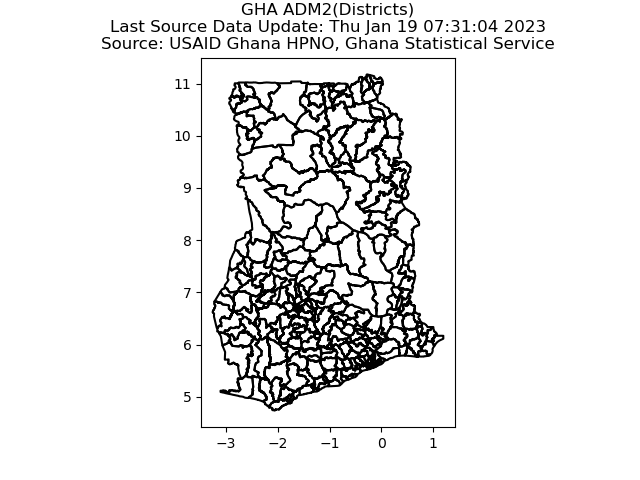 GHA ADM2(Districts)
Last Source Data Update: Thu Jan 19 07:31:04 2023
Source: USAID Ghana HPNO, Ghana Statistical Service
11
10
9
8
7
6
5
−3 −2 −1 0 1